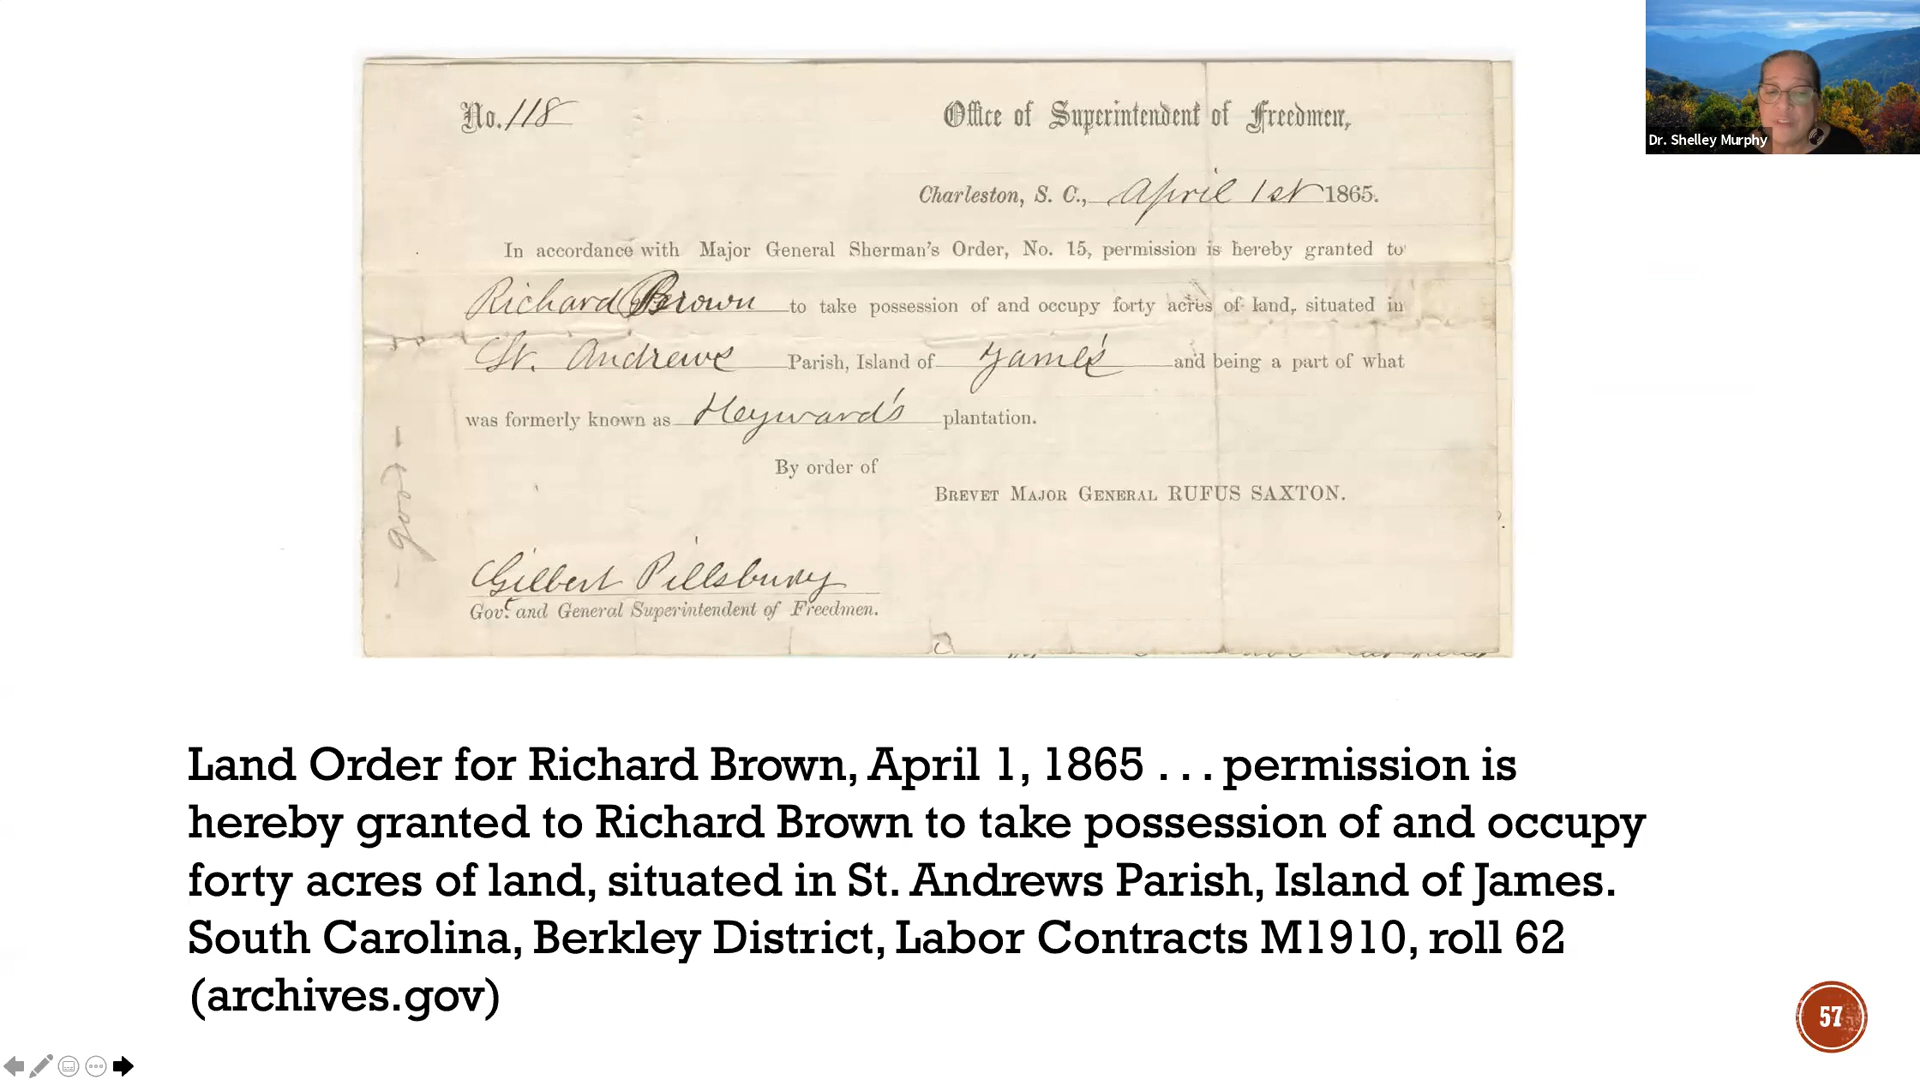 No. 118
Office of Superintendent of Freedmen,
Charleston, S. C., April 1st 1865.
In accordance with Major General Sherman's Order, No. 15, permission is hereby granted to
Richard Brown to take possession of and occupy forty acres of land, situated in
St. Andrews Parish, Island of James and being a part of what
was formerly known as Heyward's plantation.
By order of
BREVET MAJOR GENERAL RUFUS SAXTON.
Gilbert Pillsbury
Gov't and General Superintendent of Freedmen.
Dr. Shelley Murphy
Land Order for Richard Brown, April 1, 1865 . . . permission is
hereby granted to Richard Brown to take possession of and occupy
forty acres of land, situated in St. Andrews Parish, Island of James.
South Carolina, Berkley District, Labor Contracts M1910, roll 62
(archives.gov)
57